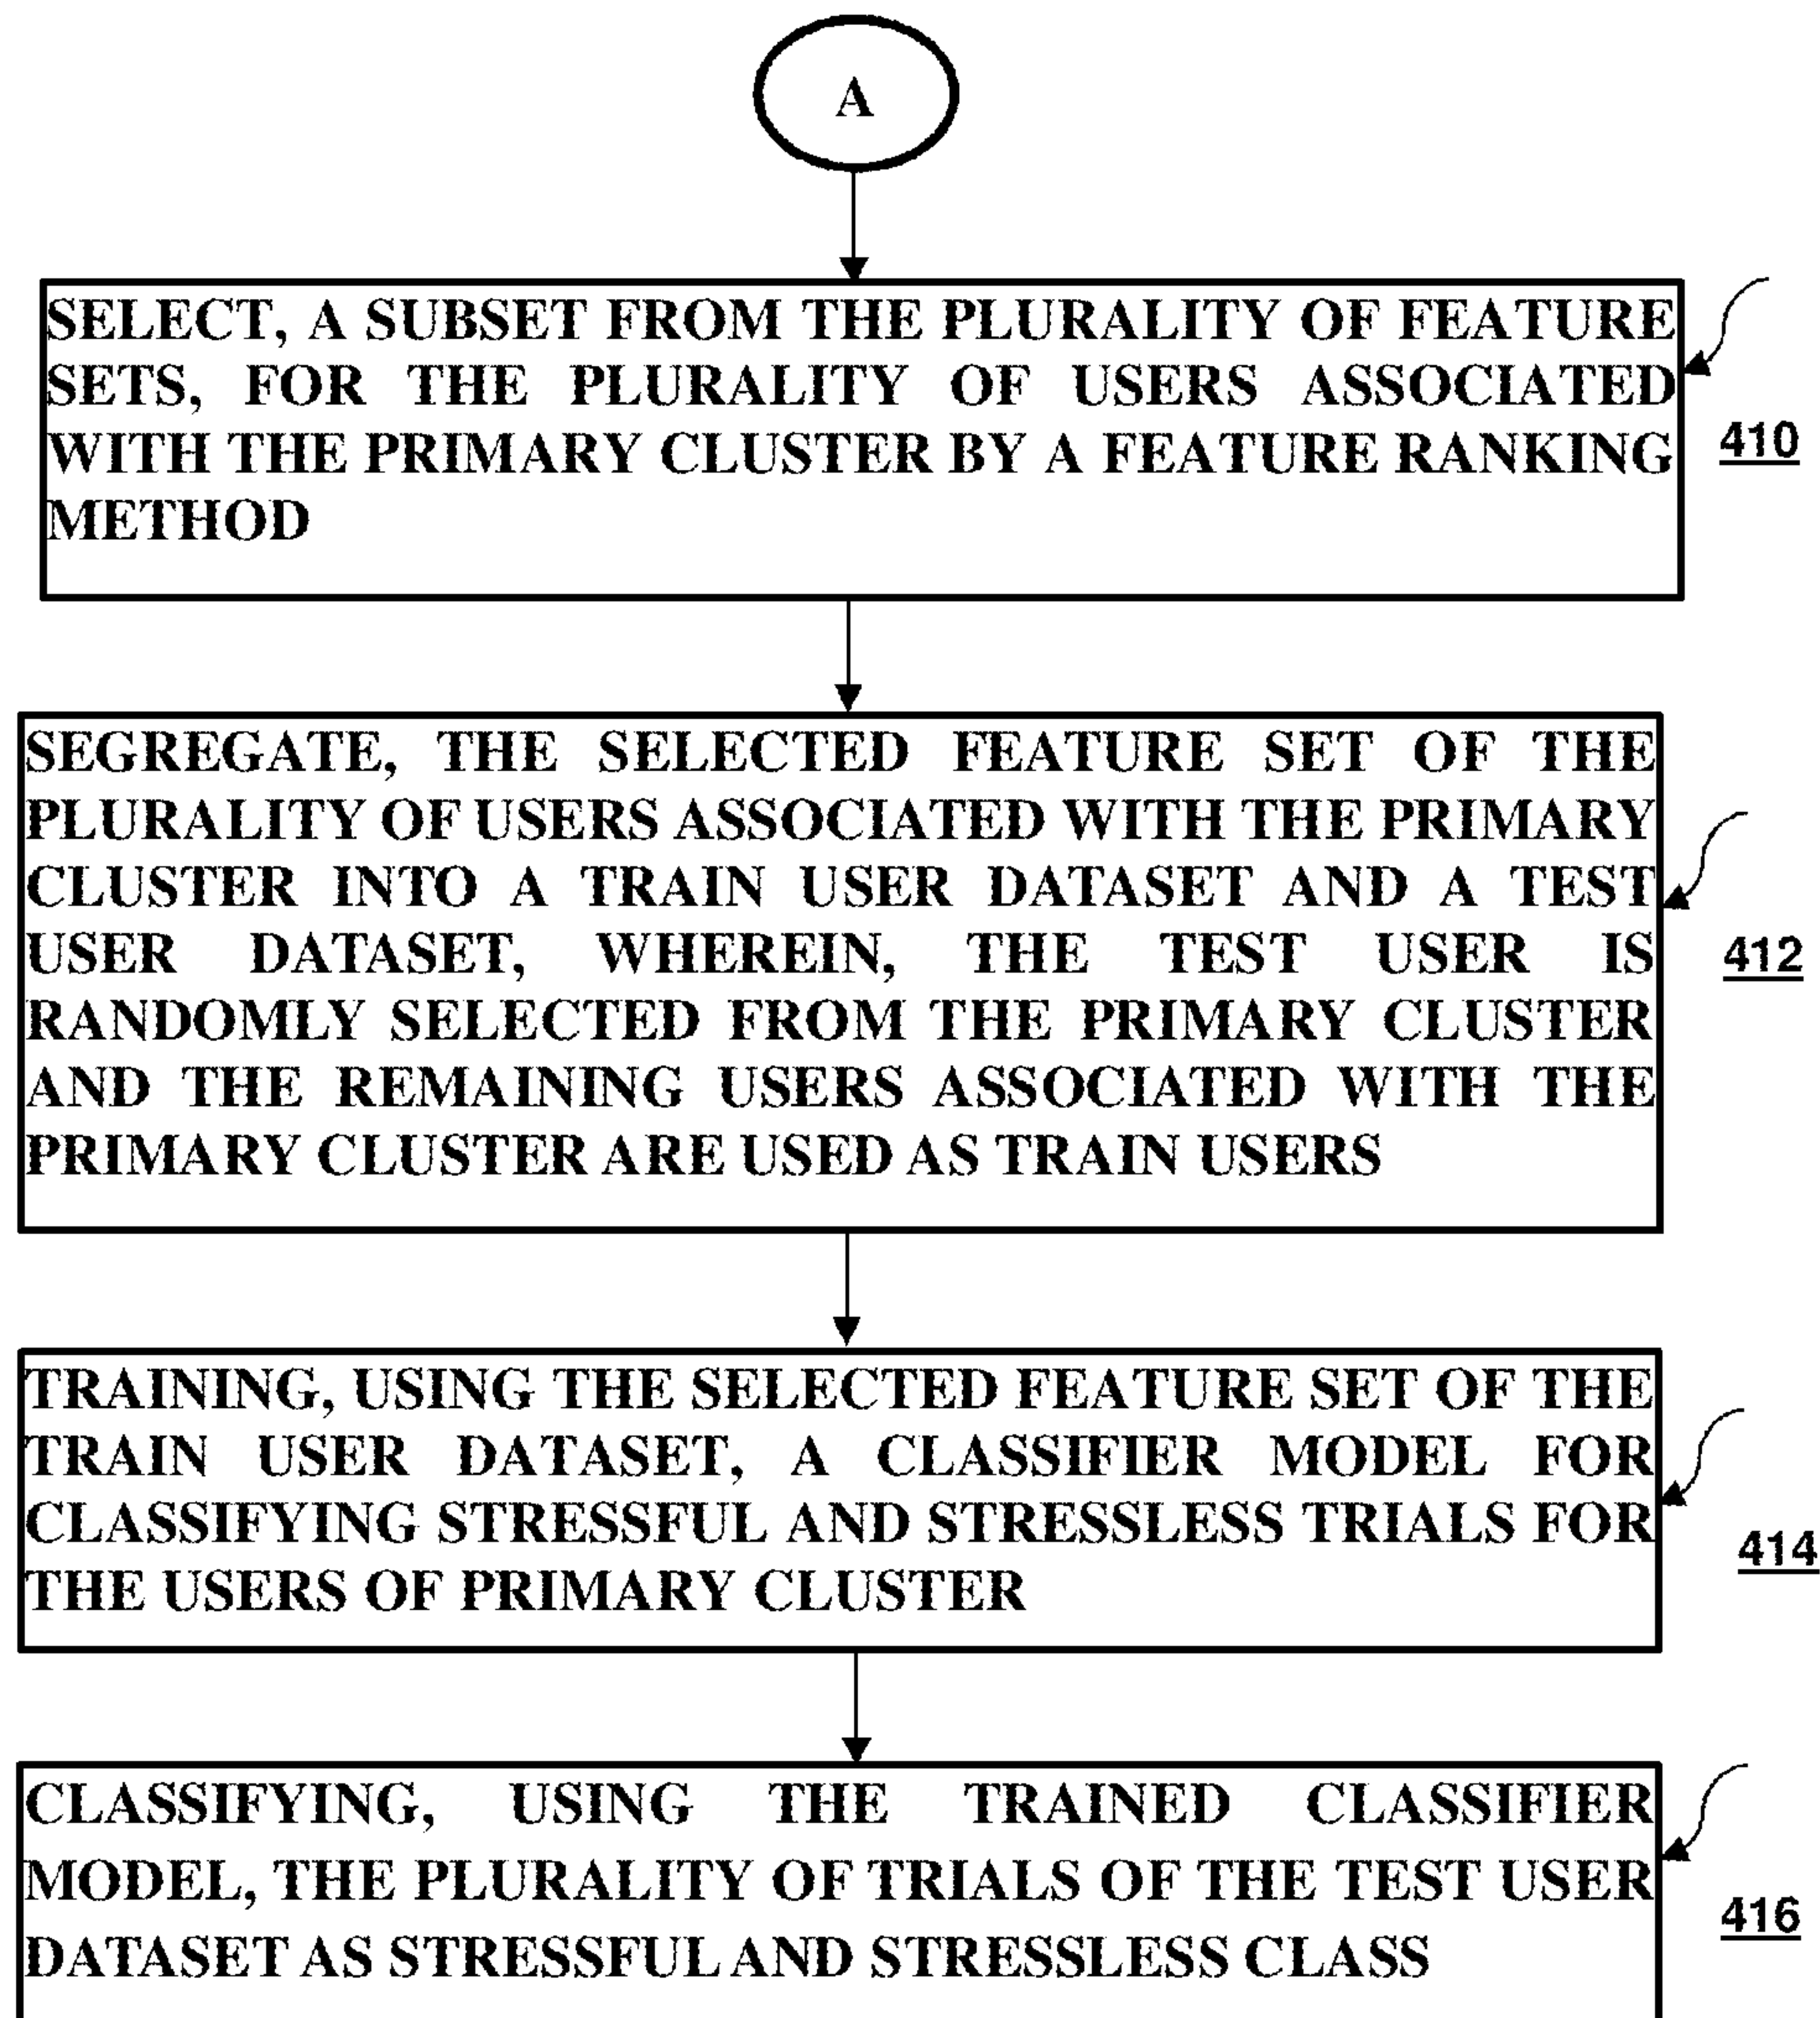 A
SELECT, A SUBSET FROM THE PLURALITY OF FEATURE
SETS, FOR THE PLURALITY OF USERS ASSOCIATED
WITH THE PRIMARY CLUSTER BY A FEATURE RANKING
METHOD
410
SEGREGATE, THE SELECTED FEATURE SET OF THE
PLURALITY OF USERS ASSOCIATED WITH THE PRIMARY
CLUSTER INTO A TRAIN USER DATASET AND A TEST
USER DATASET, WHEREIN, THE TEST USER IS
RANDOMLY SELECTED FROM THE PRIMARY CLUSTER
AND THE REMAINING USERS ASSOCIATED WITH THE
PRIMARY CLUSTER ARE USED AS TRAIN USERS
412
TRAINING, USING THE SELECTED FEATURE SET OF THE
TRAIN USER DATASET, A CLASSIFIER MODEL FOR
CLASSIFYING STRESSFUL AND STRESSLESS TRIALS FOR
THE USERS OF PRIMARY CLUSTER
414
CLASSIFYING, USING THE TRAINED CLASSIFIER
MODEL, THE PLURALITY OF TRIALS OF THE TEST USER
DATASET AS STRESSFUL AND STRESSLESS CLASS
416